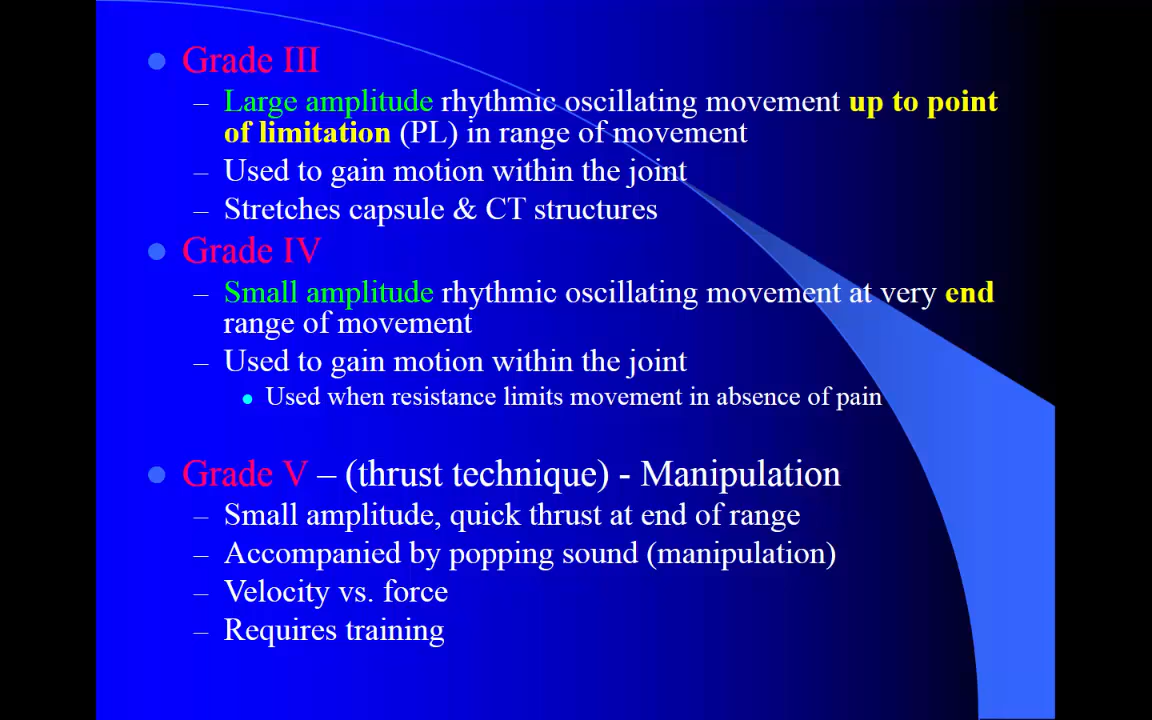 Grade III
– Large amplitude rhythmic oscillating movement up to point
of limitation (PL) in range of movement
– Used to gain motion within the joint
– Stretches capsule & CT structures
Grade IV
– Small amplitude rhythmic oscillating movement at very end
range of movement
– Used to gain motion within the joint
Used when resistance limits movement in absence of pain
Grade V – (thrust technique) - Manipulation
– Small amplitude, quick thrust at end of range
– Accompanied by popping sound (manipulation)
– Velocity vs. force
– Requires training